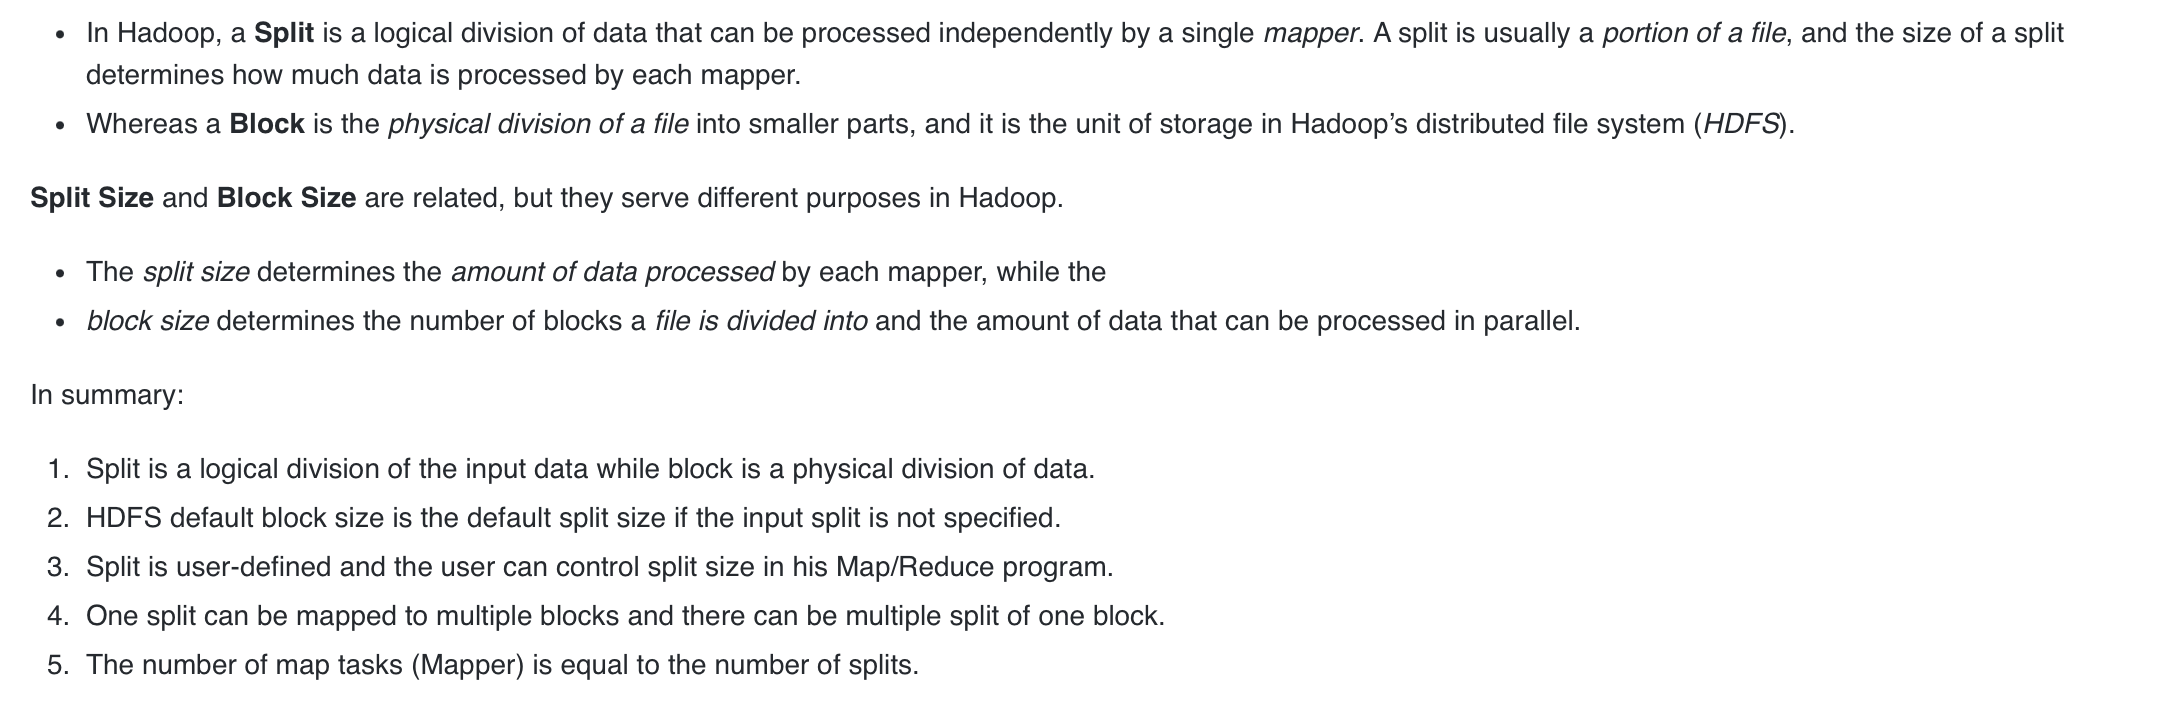 • In Hadoop, a Split is a logical division of data that can be processed independently by a single mapper. A split is usually a portion of a file, and the size of a split
determines how much data is processed by each mapper.
• Whereas a Block is the physical division of a file into smaller parts, and it is the unit of storage in Hadoop’s distributed file system (HDFS).
Split Size and Block Size are related, but they serve different purposes in Hadoop.
• The split size determines the amount of data processed by each mapper, while the
• block size determines the number of blocks a file is divided into and the amount of data that can be processed in parallel.
In summary:
1. Split is a logical division of the input data while block is a physical division of data.
2. HDFS default block size is the default split size if the input split is not specified.
3. Split is user-defined and the user can control split size in his Map/Reduce program.
4. One split can be mapped to multiple blocks and there can be multiple split of one block.
5. The number of map tasks (Mapper) is equal to the number of splits.